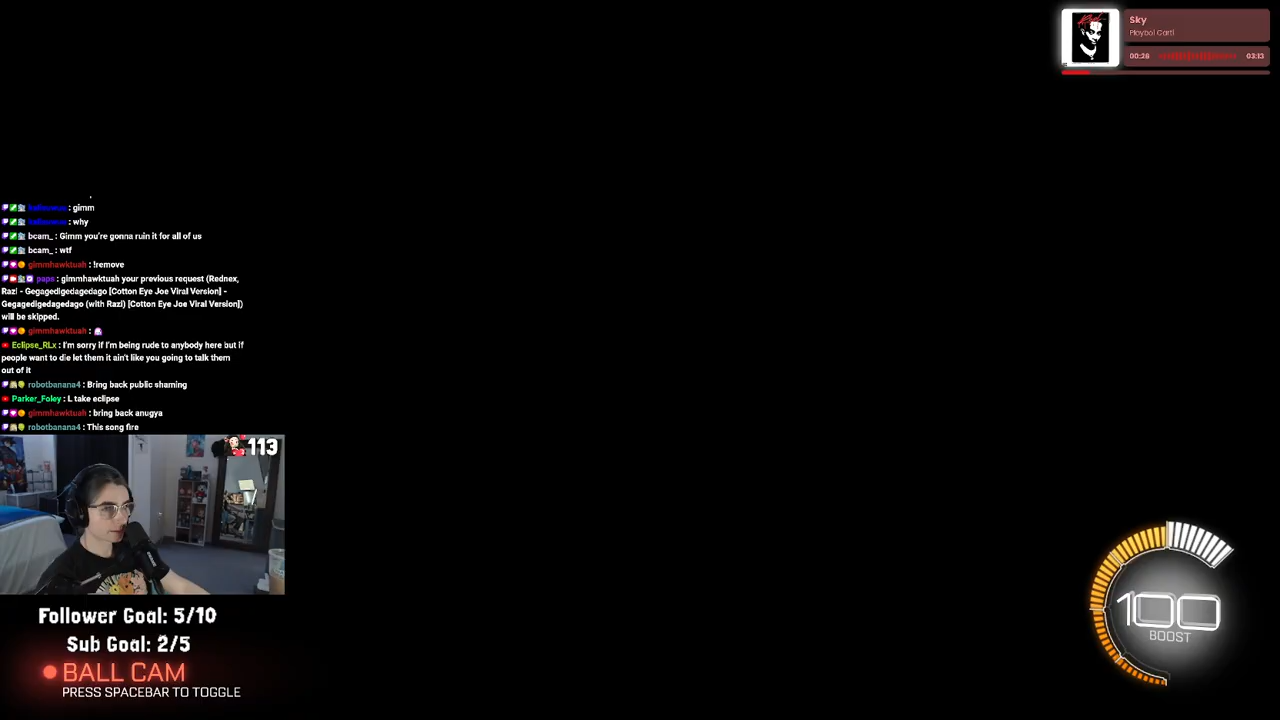 Sky
Playboi Carti
00:28
03:13
: gimm
: why
bcam_ : Gimm you're gonna ruin it for all of us
bcam_ : wtf
gimmhawktuah : !remove
paps : gimmhawktuah your previous request (Rednex,
Razi - Gegagedigedagedago [Cotton Eye Joe Viral Version] -
Gegagedigedagedago (with Razi) [Cotton Eye Joe Viral Version])
will be skipped.
gimmhawktuah :
Eclipse_RLx : I'm sorry if I'm being rude to anybody here but if
people want to die let them it ain't like you going to talk them
out of it
robotbanana4 : Bring back public shaming
Parker_Foley : L take eclipse
gimmhawktuah : bring back anugya
robotbanana4 : This song fire
113
Follower Goal: 5/10
Sub Goal: 2/5
BALL CAM
PRESS SPACEBAR TO TOGGLE
100
BOOST